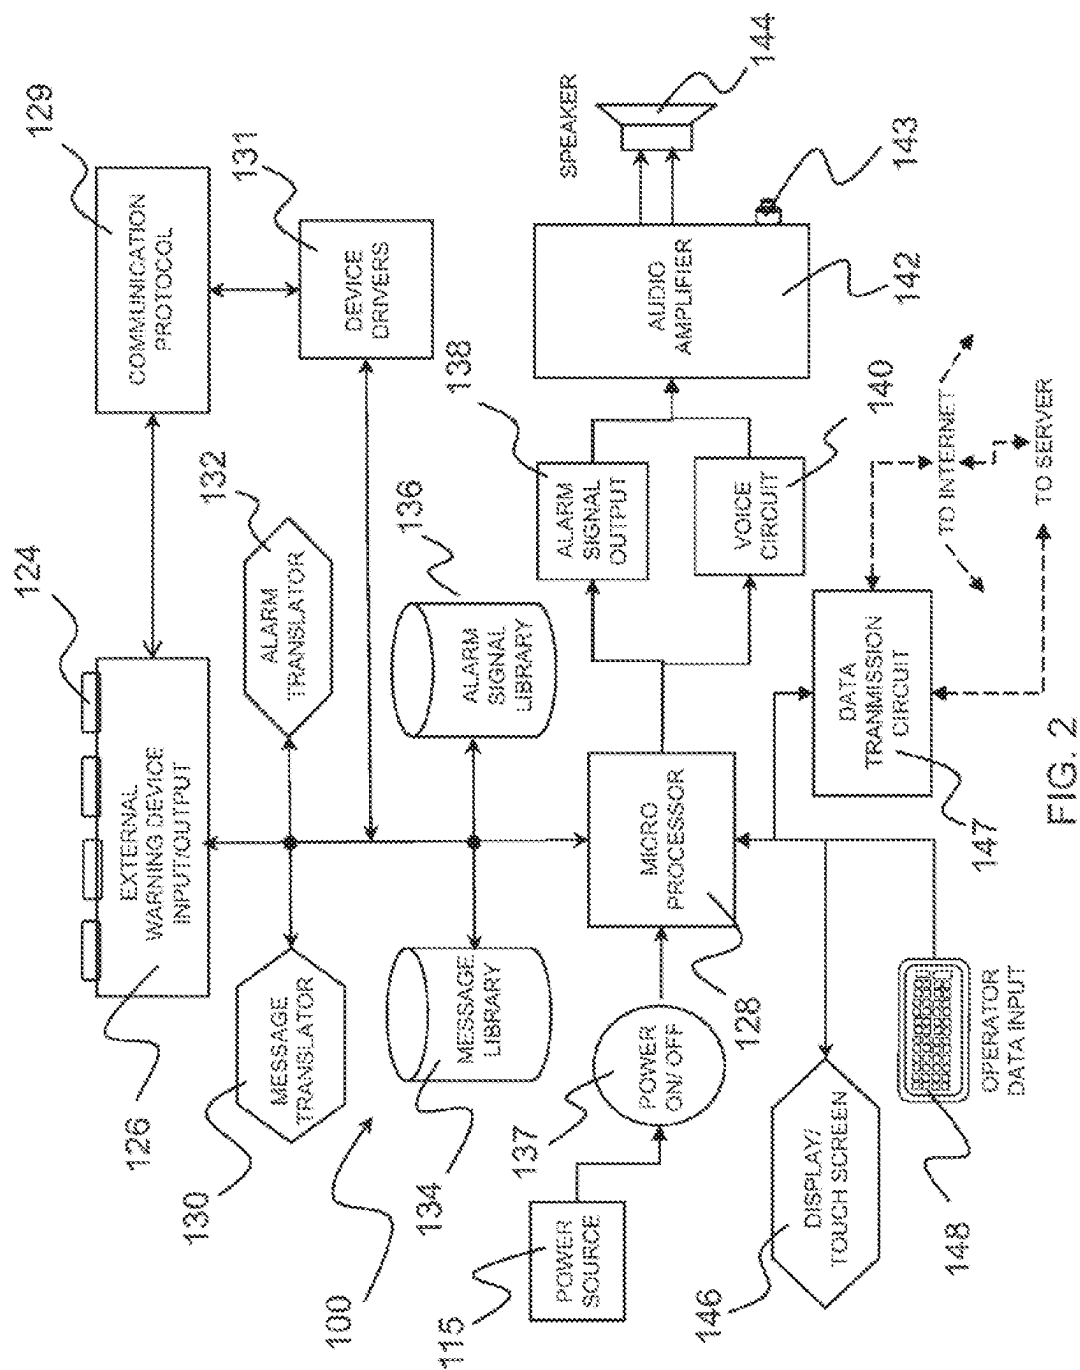 124
129
EXTERNAL
WARNING DEVICE
INPUT/OUTPUT
COMMUNICATION
PROTOCOL
126
132
131
130
MESSAGE
TRANSLATOR
ALARM
TRANSLATOR
DEVICE
DRIVERS
100
134
MESSAGE
LIBRARY
136
ALARM
SIGNAL
LIBRARY
138
115
POWER
SOURCE
137
POWER
ON/ OFF
MICRO
PROCESSOR
128
ALARM
SIGNAL
OUTPUT
VOICE
CIRCUIT
140
AUDIO
AMPLIFIER
142
SPEAKER
144
143
146
DISPLAY/
TOUCH SCREEN
DATA
TRANMISSION
CIRCUIT
147
148
OPERATOR
DATA INPUT
TO INTERNET
TO SERVER
FIG. 2